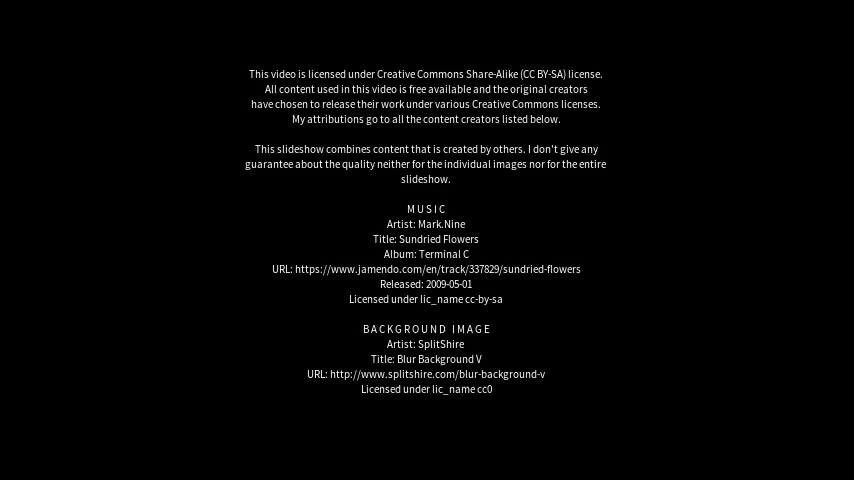 This video is licensed under Creative Commons Share-Alike (CC BY-SA) license.
All content used in this video is free available and the original creators
have chosen to release their work under various Creative Commons licenses.
My attributions go to all the content creators listed below.
This slideshow combines content that is created by others. I don't give any
guarantee about the quality neither for the individual images nor for the entire
slideshow.
MUSIC
Artist: Mark.Nine
Title: Sundried Flowers
Album: Terminal C
URL: https://www.jamendo.com/en/track/337829/sundried-flowers
Released: 2009-05-01
Licensed under lic_name cc-by-sa
BACKGROUND IMAGE
Artist: SplitShire
Title: Blur Background V
URL: http://www.splitshire.com/blur-background-v
Licensed under lic_name cc0